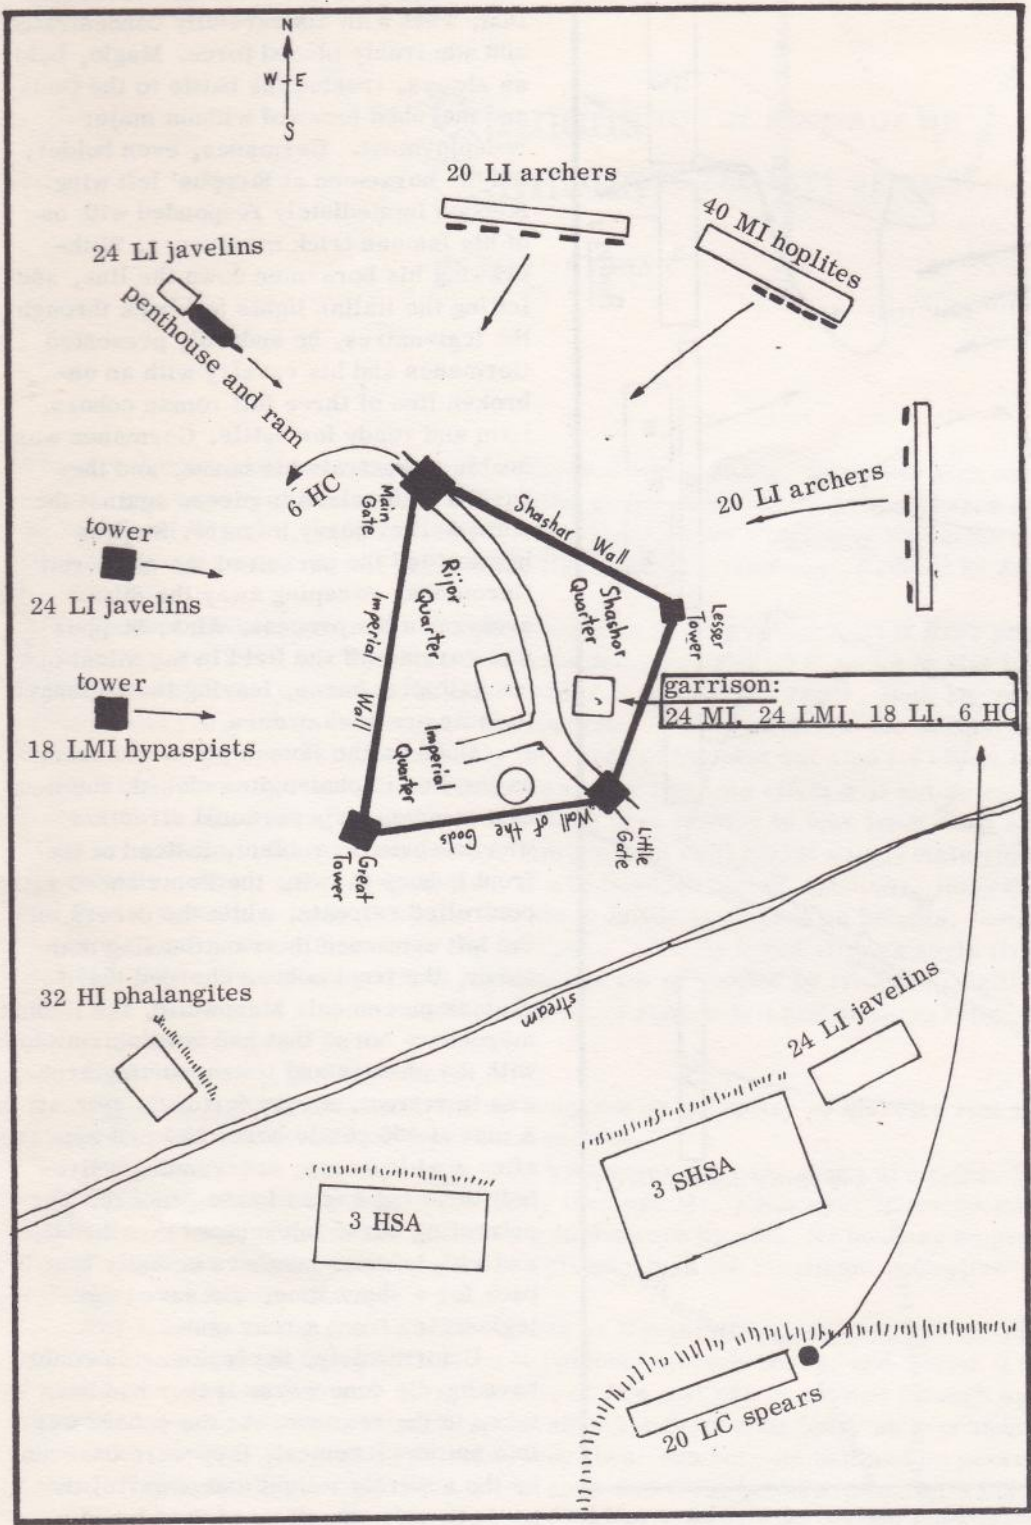 N
W E
S
20 LI archers
40 MI hoplites
24 LI javelins
penthouse and ram
20 LI archers
6 HC
Main
Gate
Shashar Wall
tower
24 LI javelins
Rijor
Quarter
Shashor
Quarter
Lesser
Tower
Imperial Wall
tower
18 LMI hypaspists
garrison:
24 MI, 24 LMI, 18 LI, 6 HC
Imperial
Quarter
Wall of the Gods
Little
Gate
Great
Tower
32 HI phalangites
stream
24 LI javelins
3 SHSA
3 HSA
20 LC spears